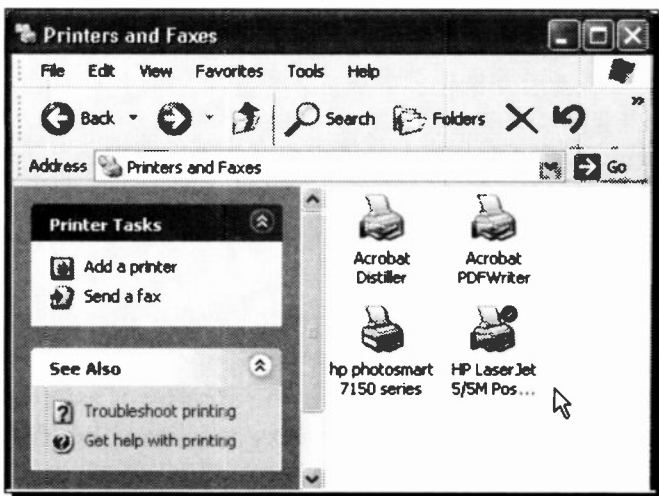 Printers and Faxes
File Edit View Favorites Tools Help
Back Search Folders »
Address Printers and Faxes Go
Printer Tasks
Add a printer
Send a fax
See Also
Troubleshoot printing
Get help with printing
Acrobat Distiller
Acrobat PDFWriter
hp photosmart 7150 series
HP LaserJet 5/5M Pos...